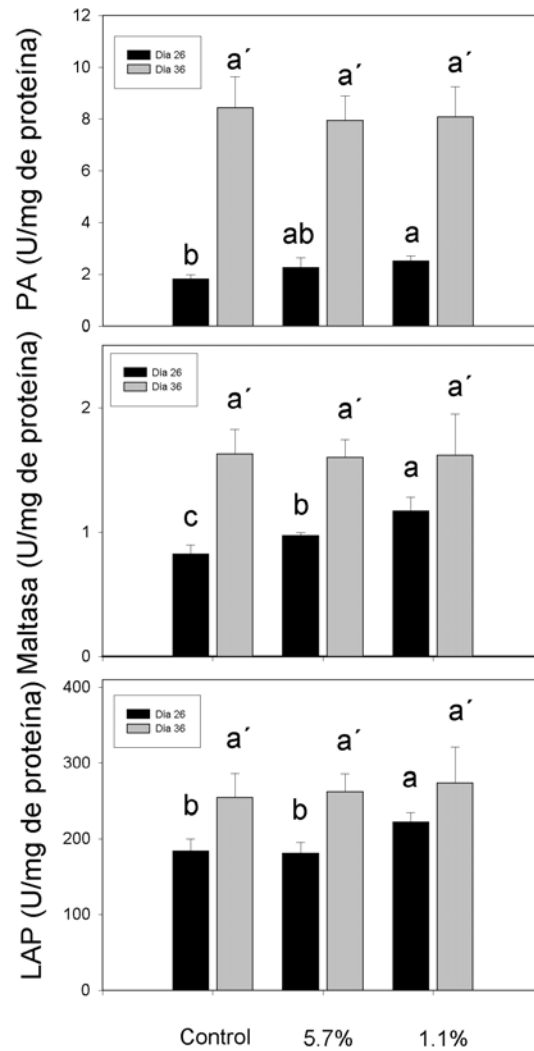 PA (U/mg de proteína)
12
10
8
6
4
2
0
Dia 26
Dia 36
b
a´
ab
a´
a
a´
Maltasa (U/mg de proteína)
2
1
0
Dia 26
Dia 36
c
a´
b
a´
a
a´
LAP (U/mg de proteína)
400
300
200
100
0
Dia 26
Dia 36
b
a´
b
a´
a
a´
Control 5.7% 1.1%